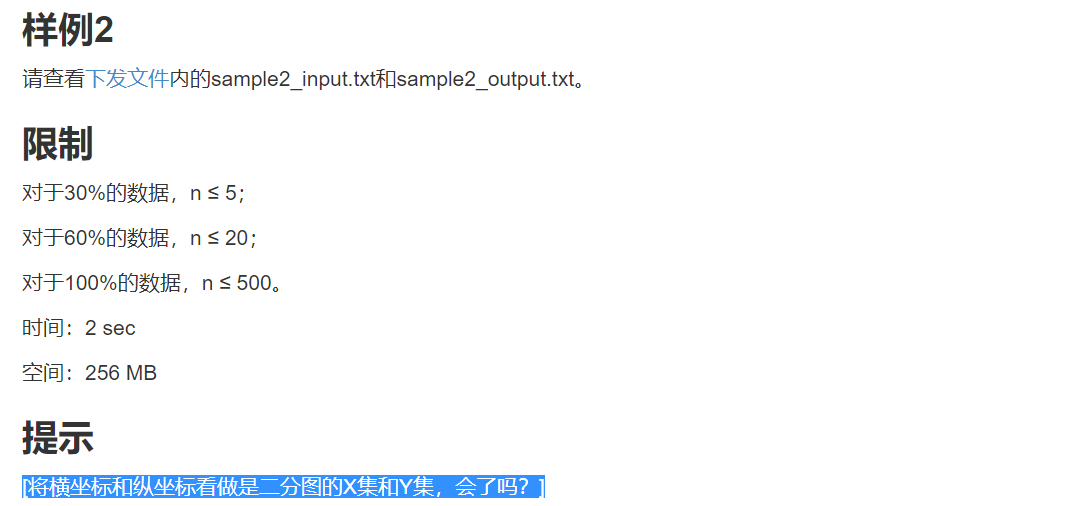 样例2
请查看下发文件内的sample2_input.txt和sample2_output.txt。
限制
对于30%的数据，n ≤ 5；
对于60%的数据，n ≤ 20；
对于100%的数据，n ≤ 500。
时间：2 sec
空间：256 MB
提示
[将横坐标和纵坐标看做是二分图的X集和Y集，会了吗？]